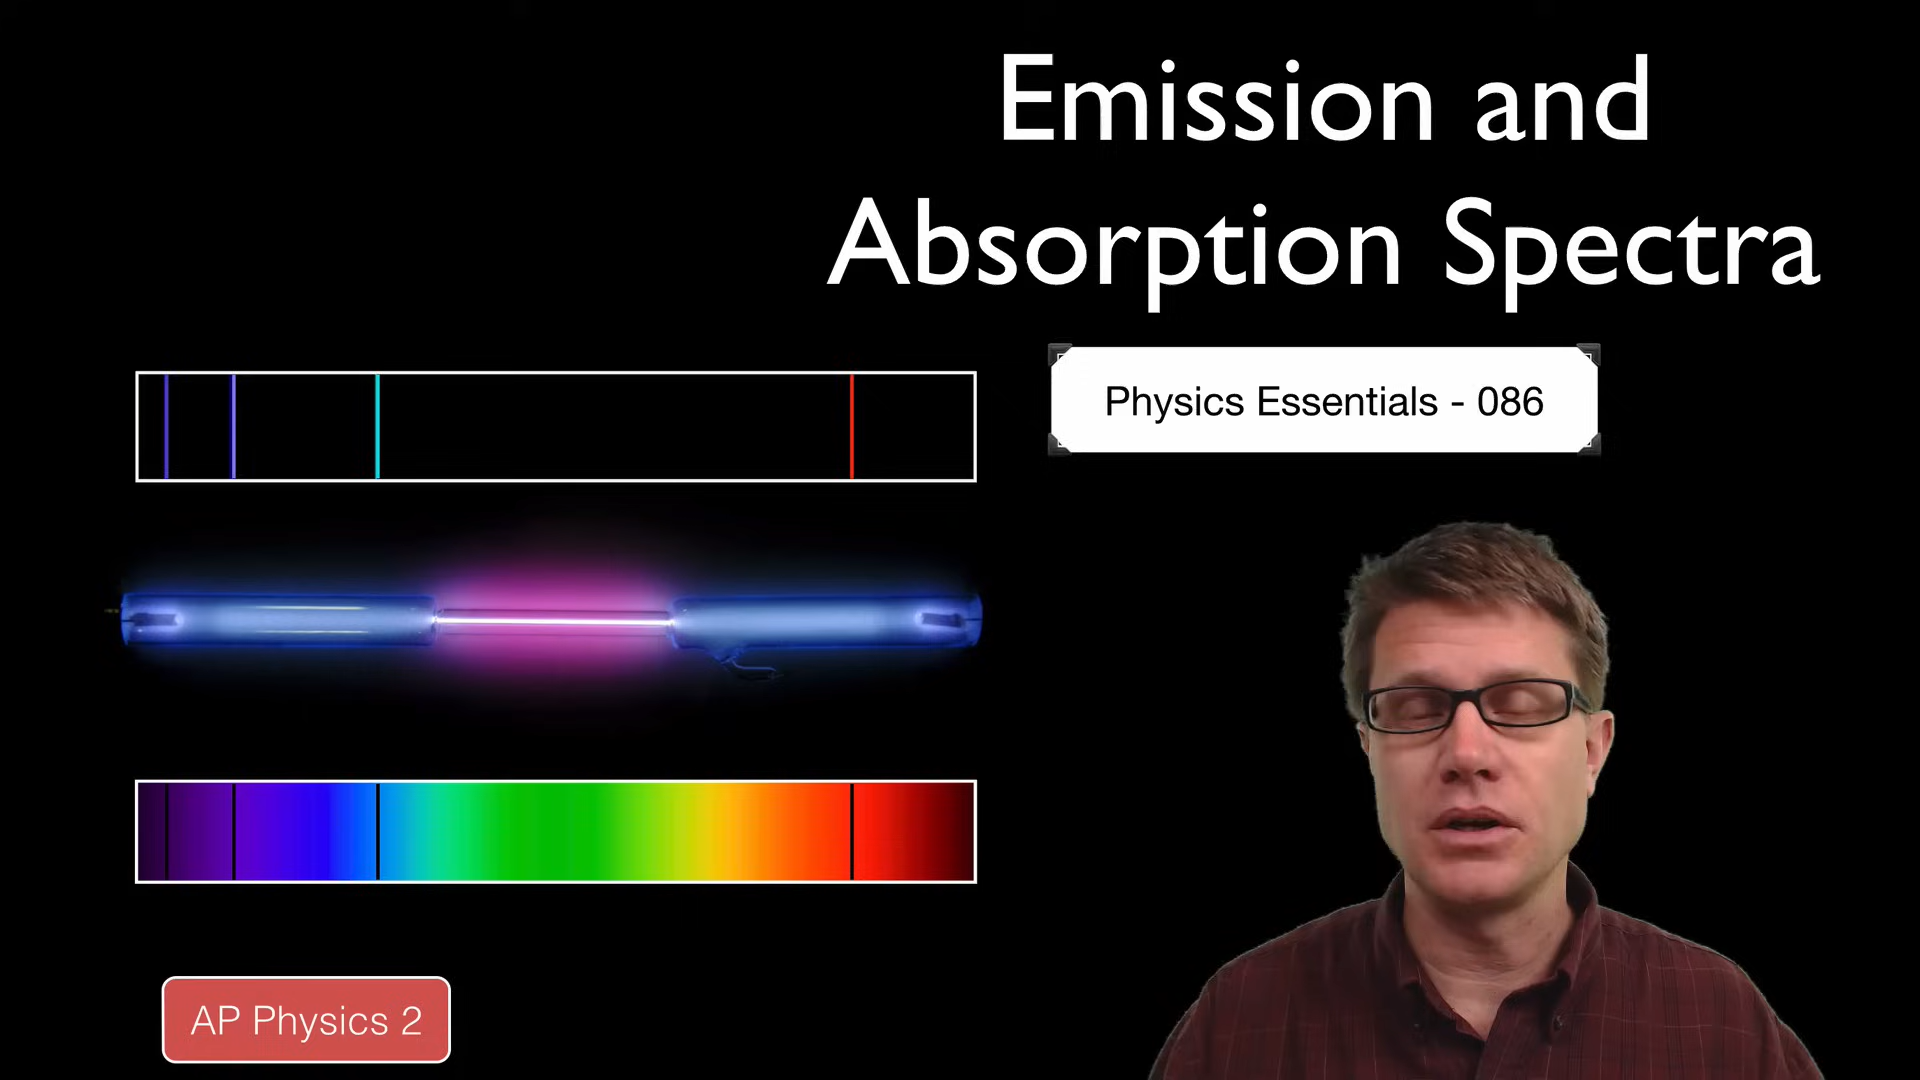 Emission and
Absorption Spectra
Physics Essentials - 086
AP Physics 2